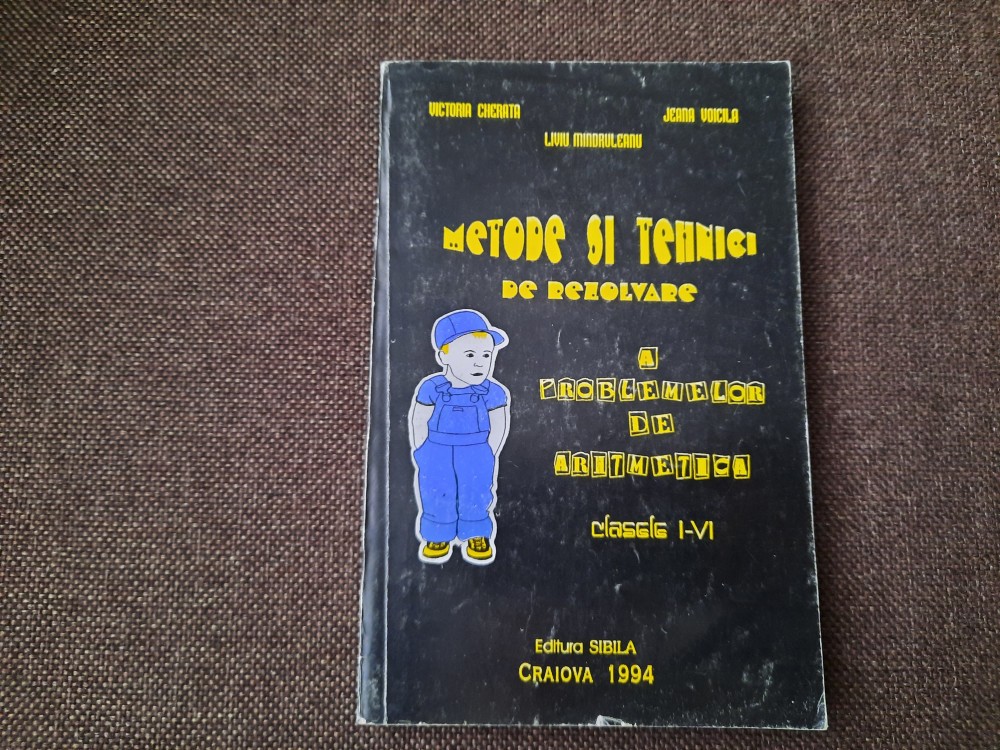 VICTORIA CHERATA JEANA VOICILA
LIVIU MINDRULEANU
METODE SI TEHNICI
DE REZOLVARE
A
PROBLEMELOR
DE
ARITMETICA
clasele I-VI
Editura SIBILA
CRAIOVA 1994